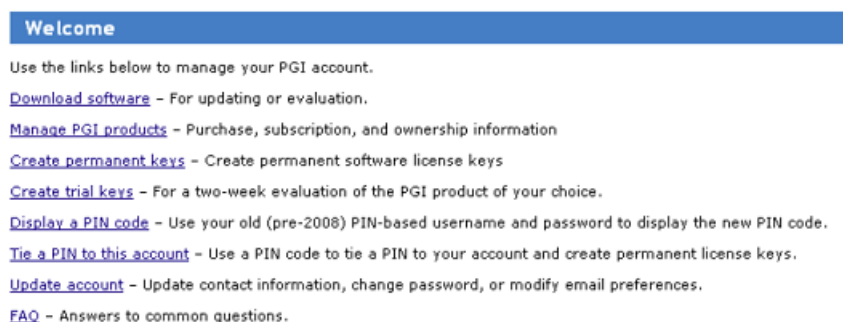 Welcome
Use the links below to manage your PGI account.
Download software – For updating or evaluation.
Manage PGI products – Purchase, subscription, and ownership information
Create permanent keys – Create permanent software license keys
Create trial keys – For a two-week evaluation of the PGI product of your choice.
Display a PIN code – Use your old (pre-2008) PIN-based username and password to display the new PIN code.
Tie a PIN to this account – Use a PIN code to tie a PIN to your account and create permanent license keys.
Update account – Update contact information, change password, or modify email preferences.
FAQ – Answers to common questions.